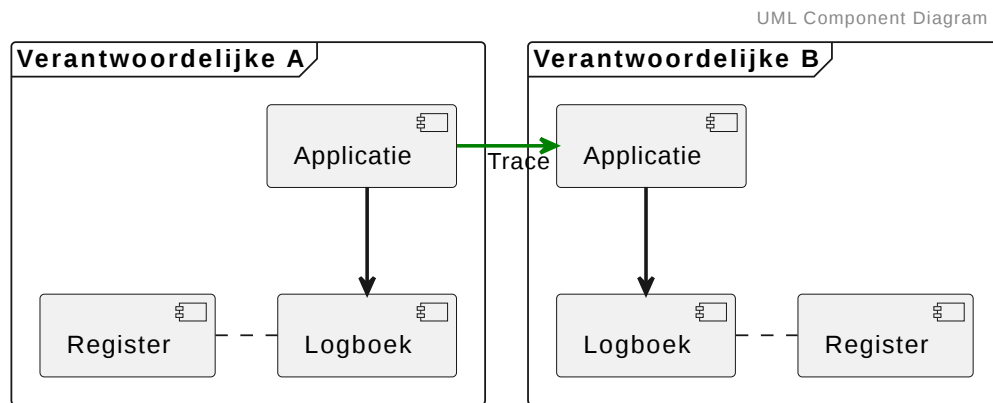 UML Component Diagram
Verantwoordelijke A
Verantwoordelijke B
Applicatie
Trace
Applicatie
Register
Logboek
Logboek
Register